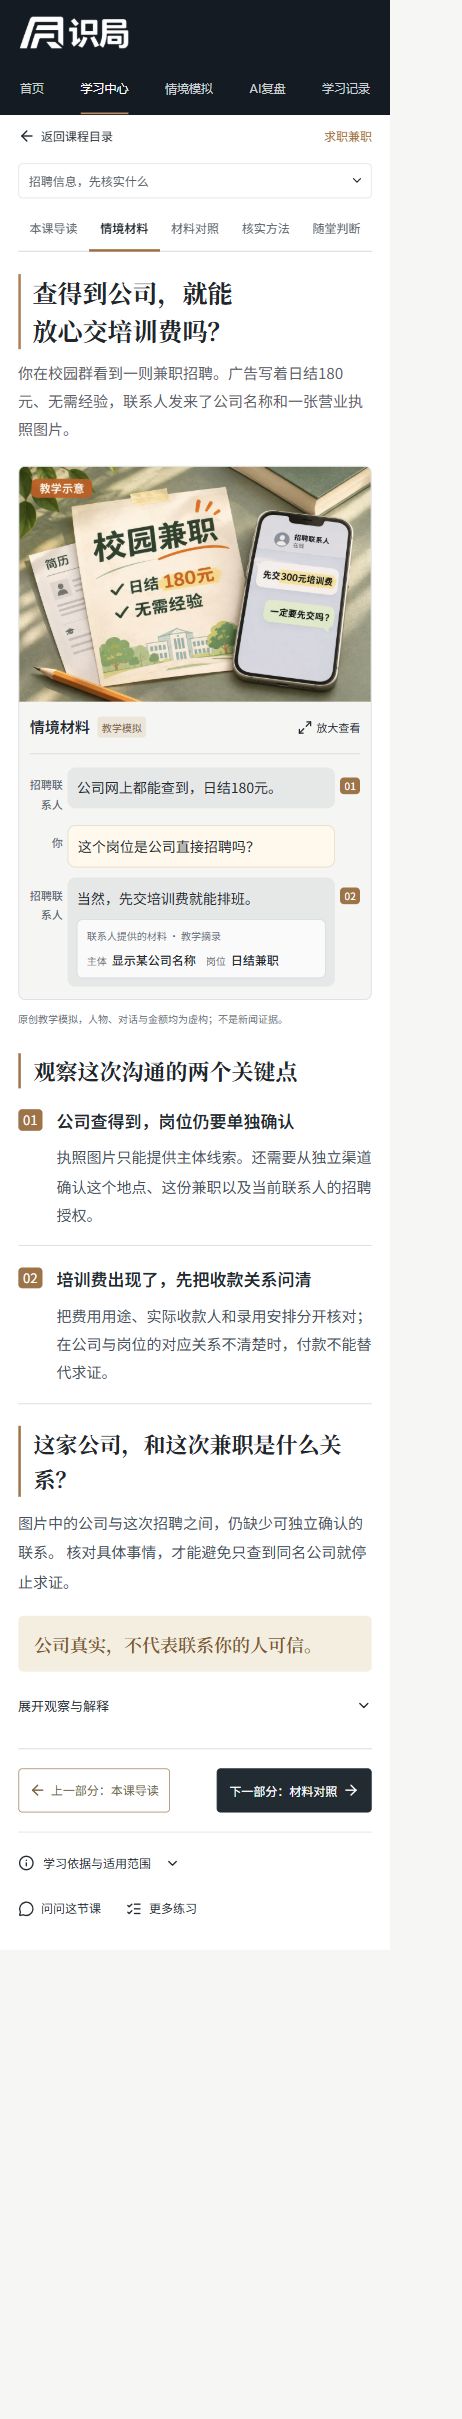 识局
首页 学习中心 情境模拟 AI复盘 学习记录
返回课程目录 求职兼职
招聘信息，先核实什么
本课导读 情境材料 材料对照 核实方法 随堂判断
查得到公司，就能
放心交培训费吗？
你在校园群看到一则兼职招聘。广告写着日结180
元、无需经验，联系人发来了公司名称和一张营业执
照图片。
教学示意
简历
校园兼职
日结180元
无需经验
招聘联系人
在线
先交300元培训费
一定要先交吗？
情境材料 教学模拟 放大查看
招聘联系人 公司网上都能查到，日结180元。 01
你 这个岗位是公司直接招聘吗？
招聘联系人 当然，先交培训费就能排班。 02
联系人提供的材料 · 教学摘录
主体 显示某公司名称 岗位 日结兼职
原创教学模拟，人物、对话与金额均为虚构；不是新闻证据。
观察这次沟通的两个关键点
01 公司查得到，岗位仍要单独确认
执照图片只能提供主体线索。还需要从独立渠道
确认这个地点、这份兼职以及当前联系人的招聘
授权。
02 培训费出现了，先把收款关系问清
把费用用途、实际收款人和录用安排分开核对；
在公司与岗位的对应关系不清楚时，付款不能替
代求证。
这家公司，和这次兼职是什么关
系？
图片中的公司与这次招聘之间，仍缺少可独立确认的
联系。 核对具体事情，才能避免只查到同名公司就停
止求证。
公司真实，不代表联系你的人可信。
展开观察与解释
上一部分：本课导读 下一部分：材料对照
学习依据与适用范围
问问这节课 更多练习